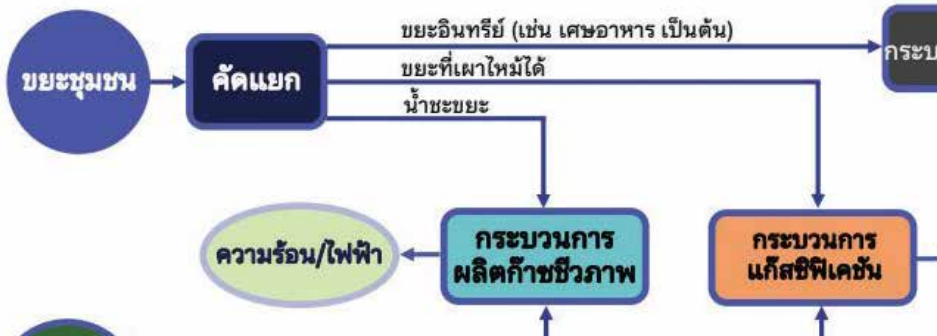 ขยะอินทรีย์ (เช่น เศษอาหาร เป็นต้น)
ขยะชุมชน
คัดแยก
ขยะที่เผาไหม้ได้
น้ำชะขยะ
ความร้อน/ไฟฟ้า
กระบวนการ
ผลิตก๊าซชีวภาพ
กระบวนการ
แก๊สซิฟิเคชัน